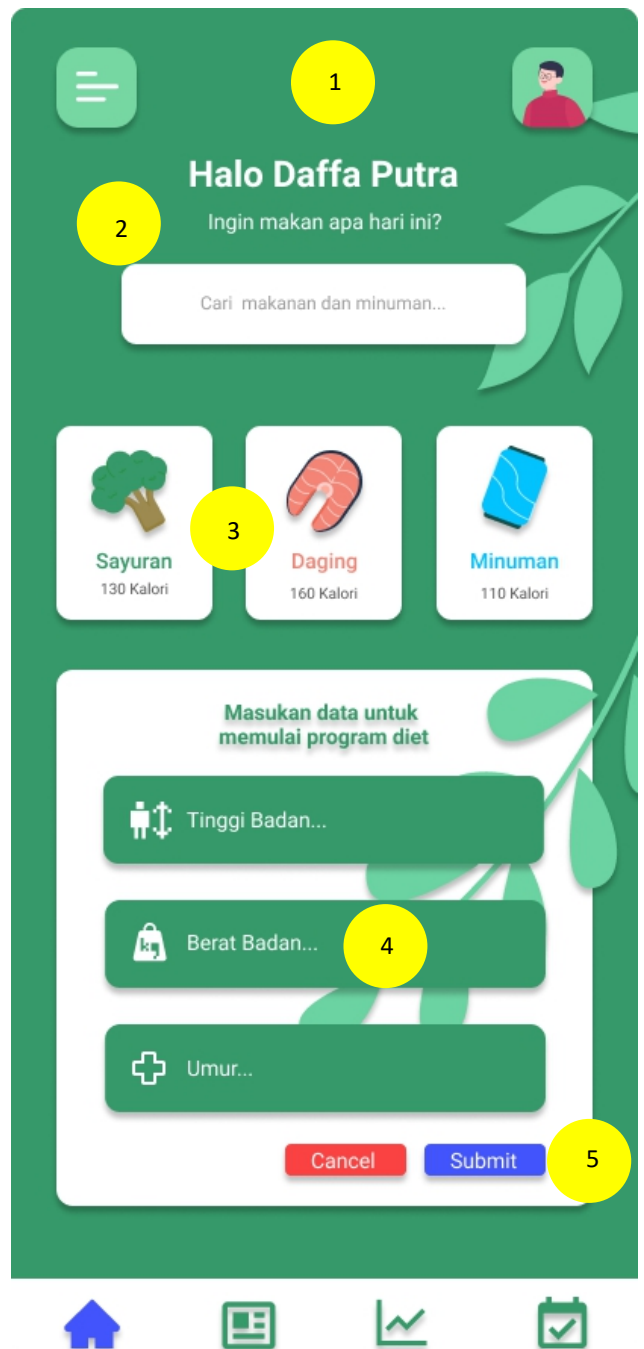 1
Halo Daffa Putra
2
Ingin makan apa hari ini?
Cari makanan dan minuman...
3
Sayuran
130 Kalori
Daging
160 Kalori
Minuman
110 Kalori
Masukan data untuk
memulai program diet
Tinggi Badan...
kg
Berat Badan...
4
Umur...
Cancel
Submit
5